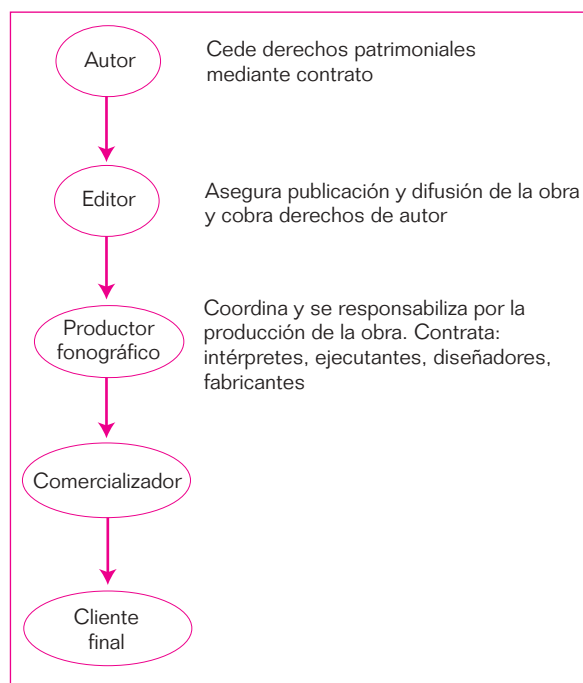 Autor
Cede derechos patrimoniales
mediante contrato
Editor
Asegura publicación y difusión de la obra
y cobra derechos de autor
Productor
fonográfico
Coordina y se responsabiliza por la
producción de la obra. Contrata:
intérpretes, ejecutantes, diseñadores,
fabricantes
Comercializador
Cliente
final